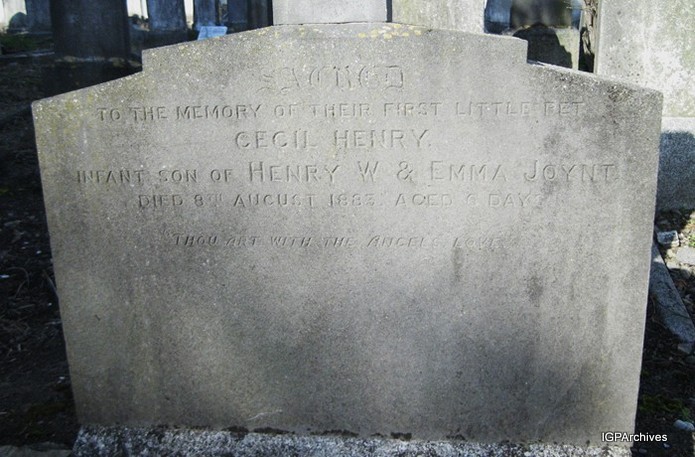 SACRED
TO THE MEMORY OF THEIR FIRST LITTLE PET
CECIL HENRY.
INFANT SON OF HENRY W & EMMA JOYNT
DIED 8TH AUGUST 1883. AGED 6 DAYS
THOU ART WITH THE ANGELS LOVE
IGPArchives